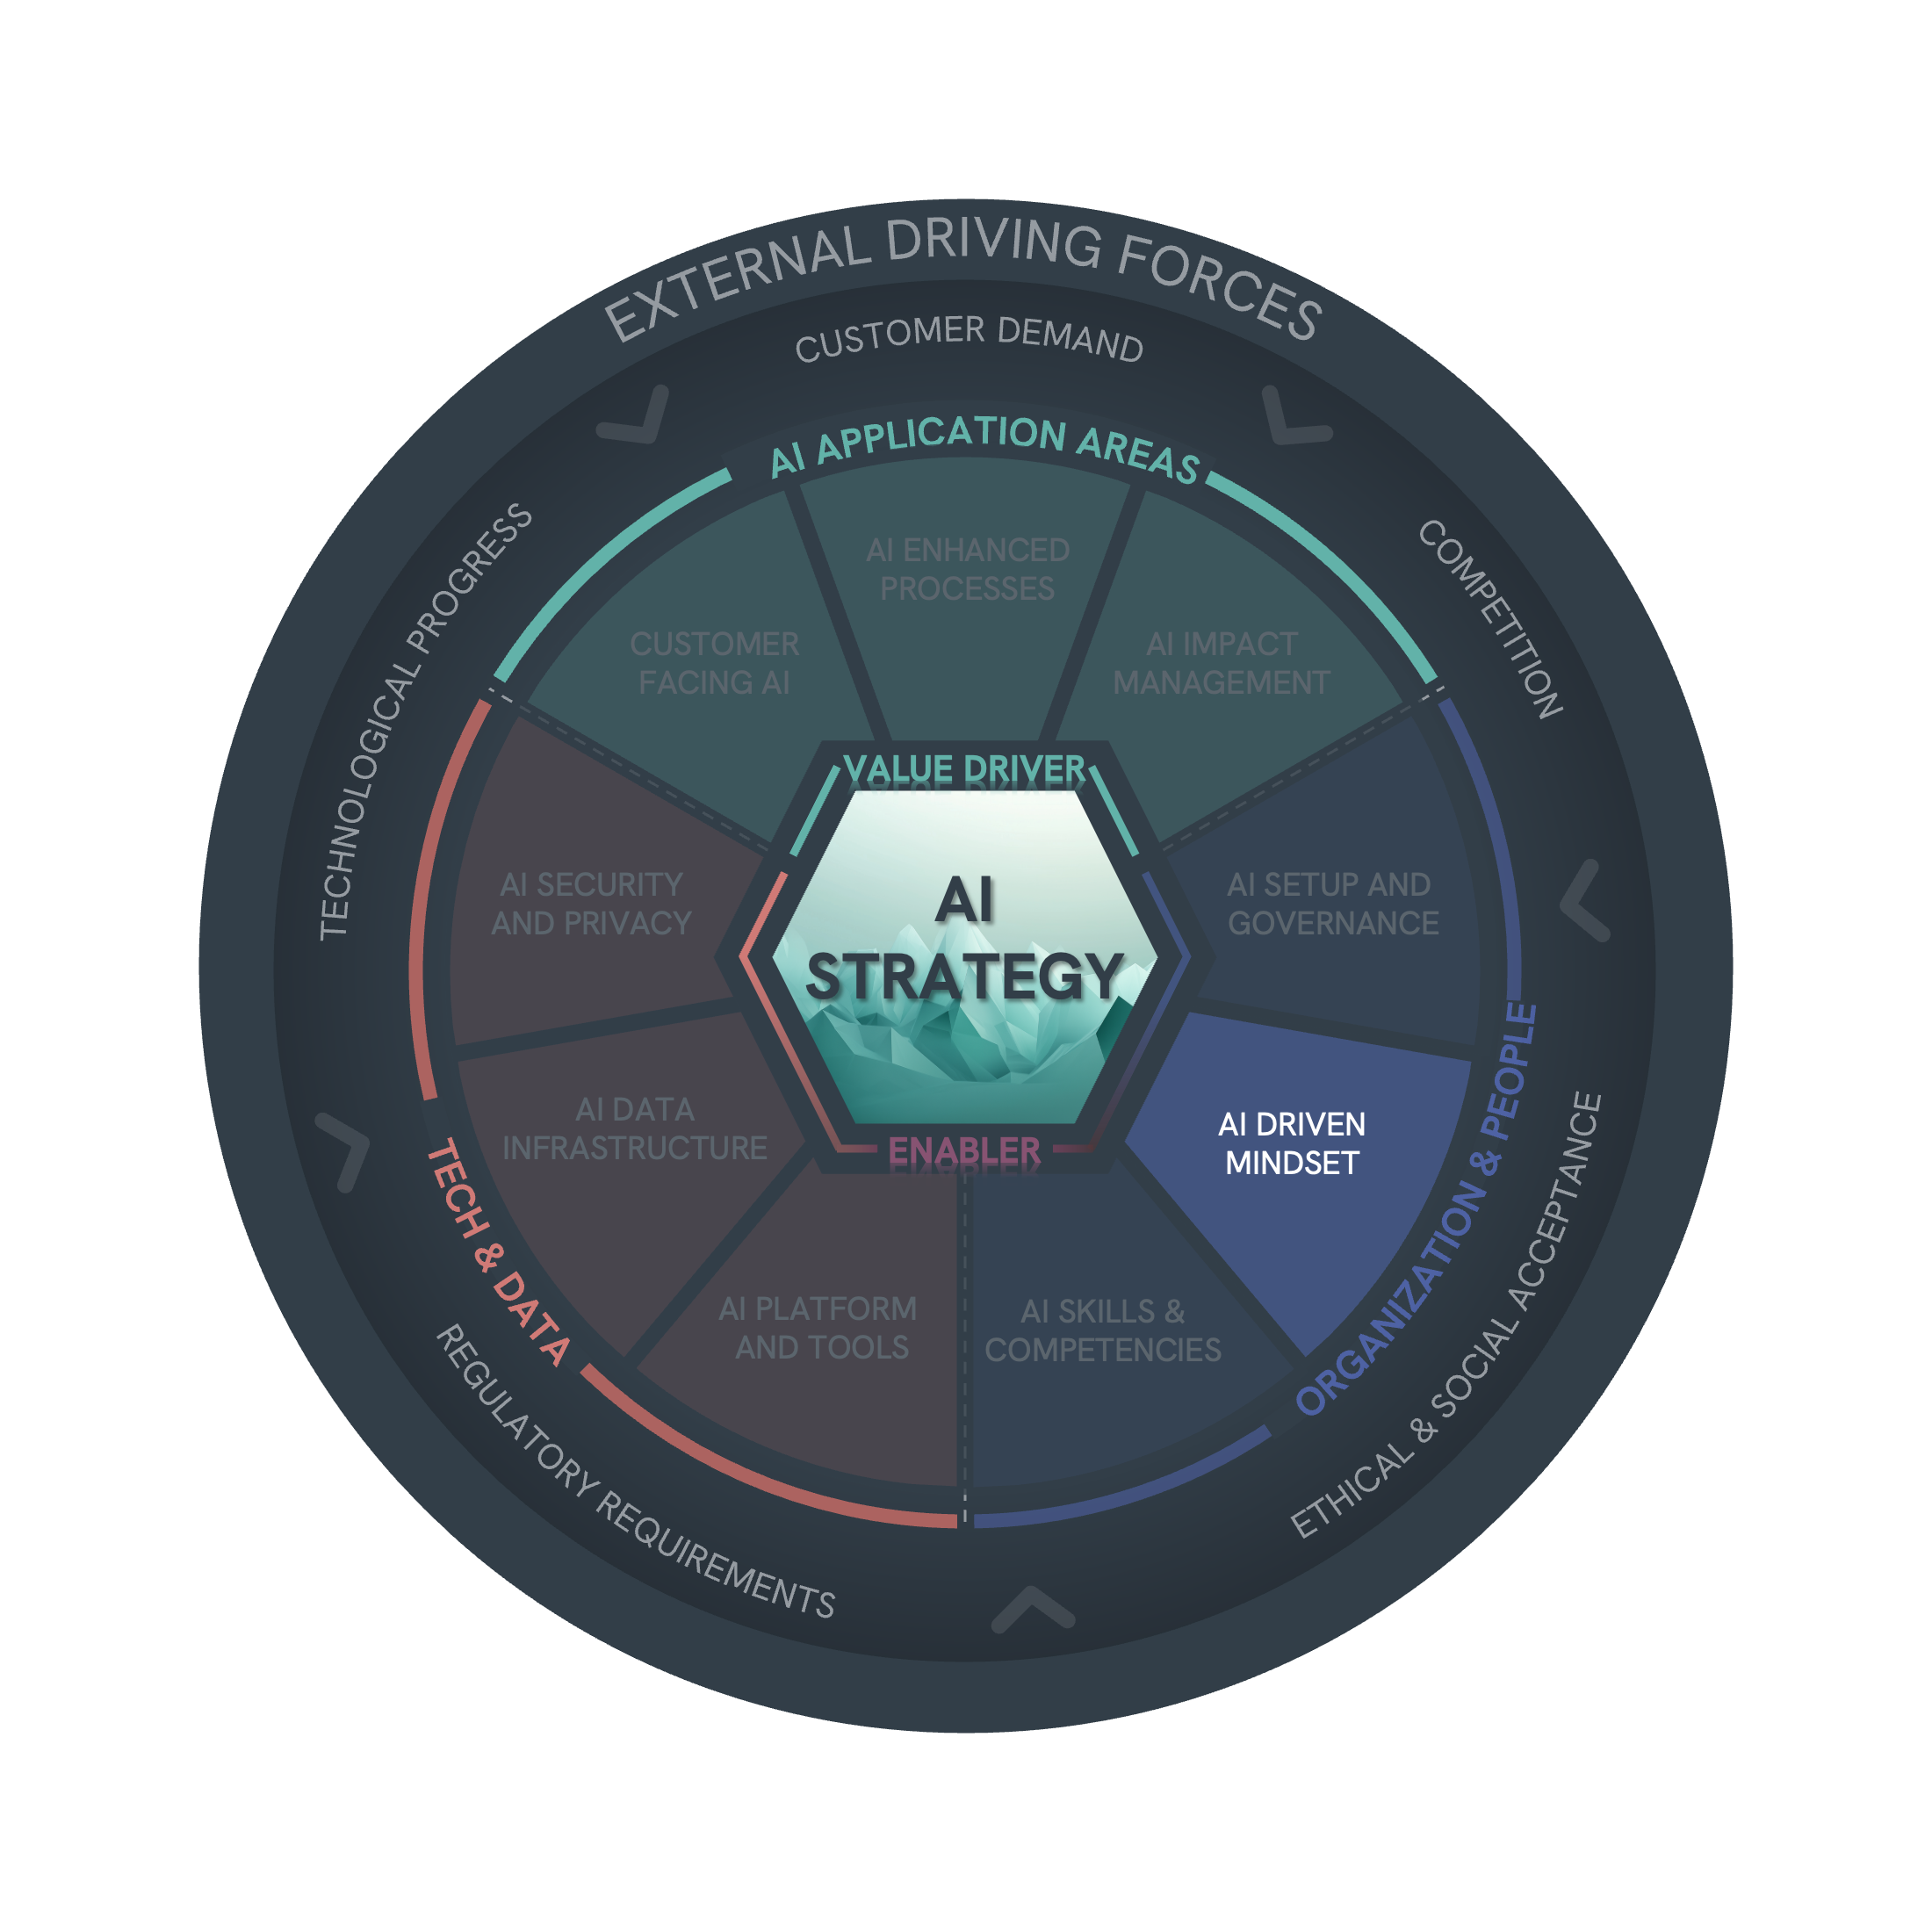 EXTERNAL DRIVING FORCES
CUSTOMER DEMAND
COMPETITION
ETHICAL & SOCIAL ACCEPTANCE
REGULATORY REQUIREMENTS
TECHNOLOGICAL PROGRESS
AI APPLICATION AREAS
CUSTOMER
FACING AI
AI ENHANCED
PROCESSES
AI IMPACT
MANAGEMENT
ORGANIZATION & PEOPLE
AI SETUP AND
GOVERNANCE
AI DRIVEN
MINDSET
AI SKILLS &
COMPETENCIES
TECH & DATA
AI PLATFORM
AND TOOLS
AI DATA
INFRASTRUCTURE
AI SECURITY
AND PRIVACY
VALUE DRIVER
AI
STRATEGY
ENABLER